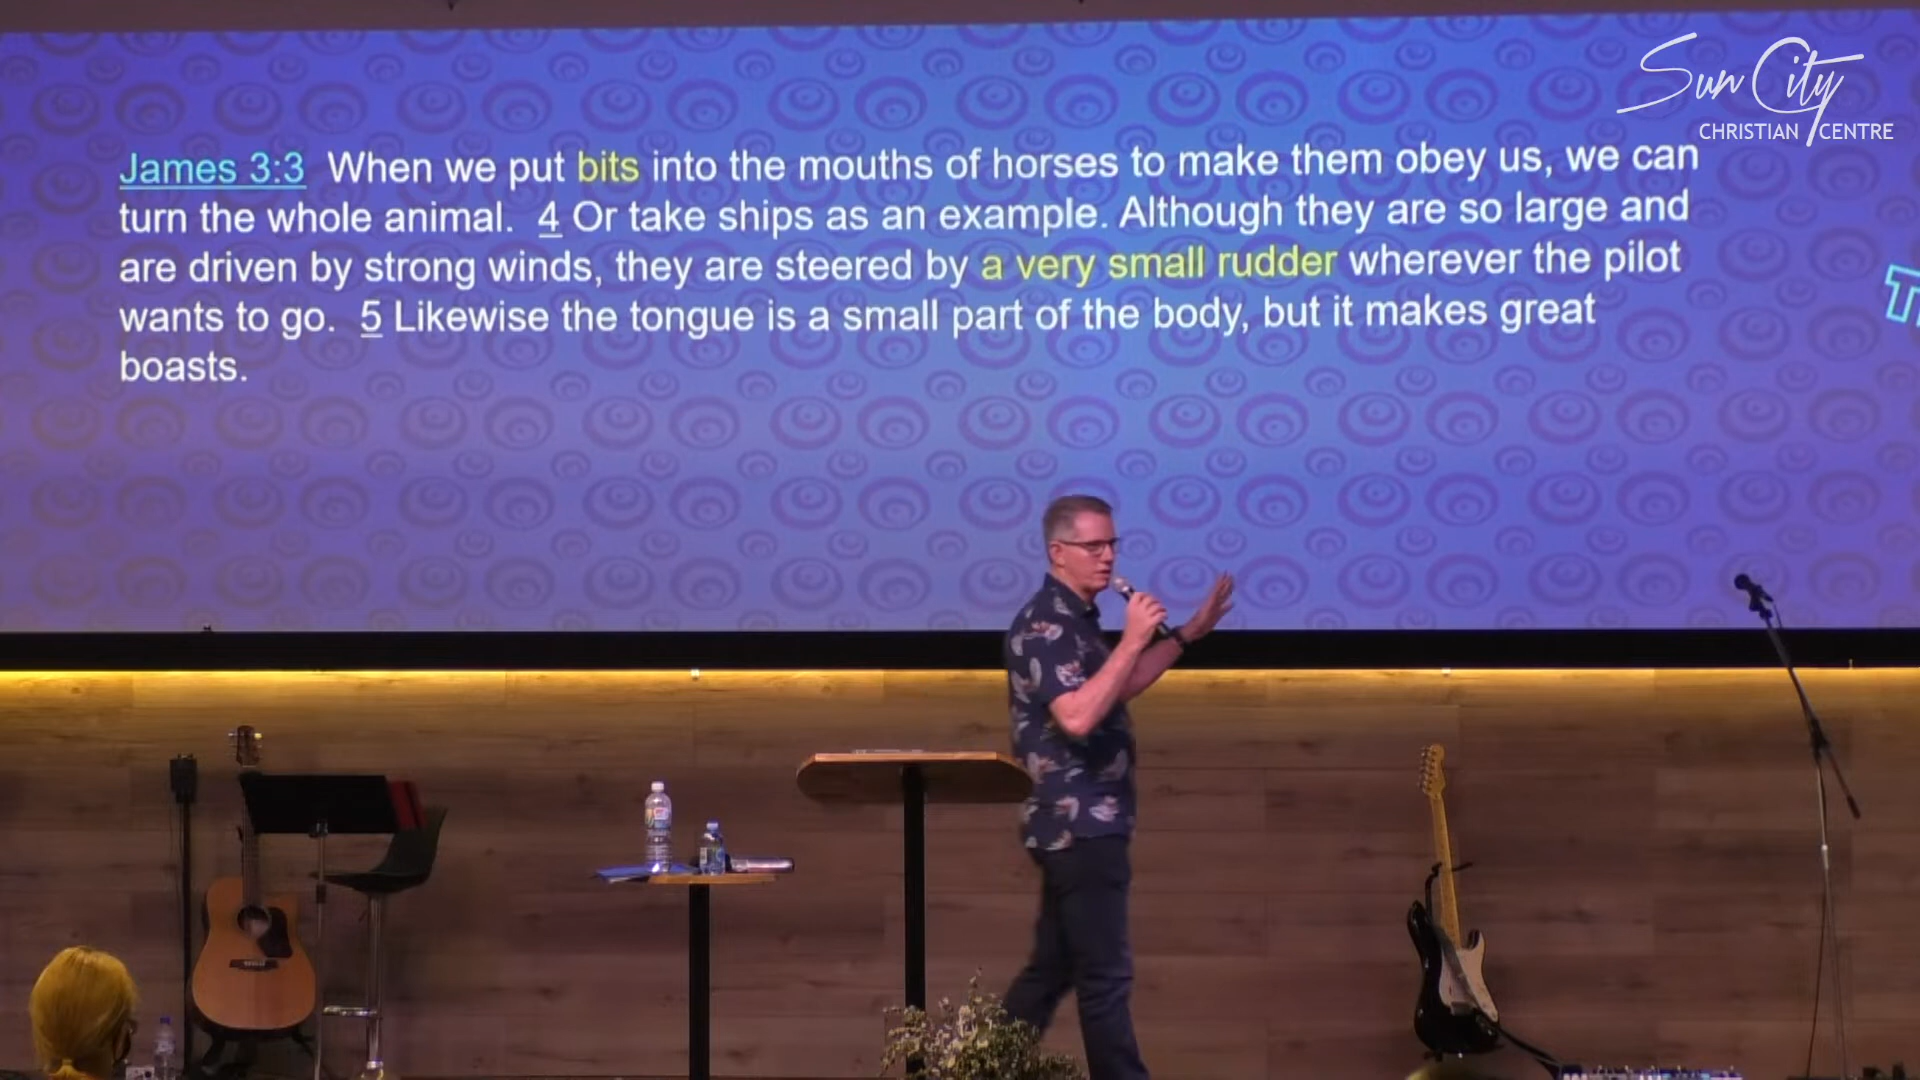 Sun City
CHRISTIAN CENTRE
James 3:3 When we put bits into the mouths of horses to make them obey us, we can
turn the whole animal. 4 Or take ships as an example. Although they are so large and
are driven by strong winds, they are steered by a very small rudder wherever the pilot
wants to go. 5 Likewise the tongue is a small part of the body, but it makes great
boasts.